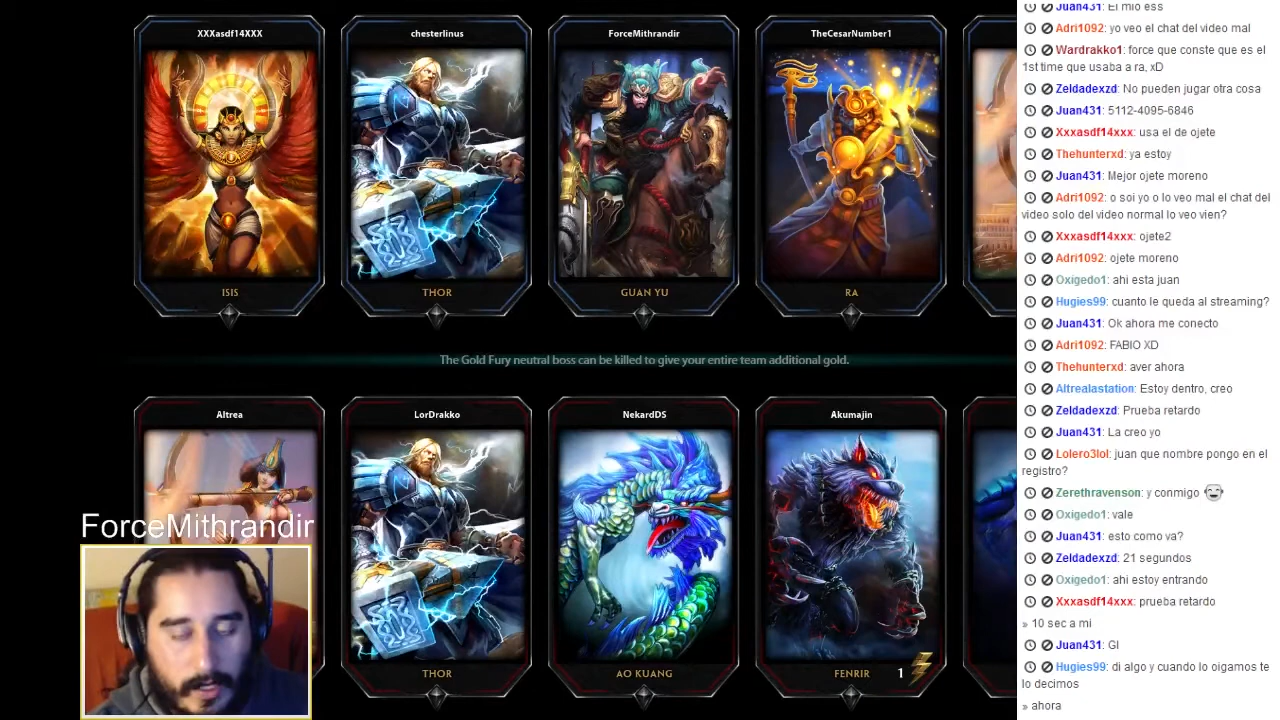 XXXasdf14XXX
chesterlinus
ForceMithrandir
TheCesarNumber1
ISIS
THOR
GUAN YU
RA
The Gold Fury neutral boss can be killed to give your entire team additional gold.
Altrea
LorDrakko
NekardDS
Akumajin
THOR
AO KUANG
FENRIR
1
ForceMithrandir
Juan431: El mio ess
Adri1092: yo veo el chat del video mal
Wardrakko1: force que conste que es el
1st time que usaba a ra, xD
Zeldadexzd: No pueden jugar otra cosa
Juan431: 5112-4095-6846
Xxxasdf14xxx: usa el de ojete
Thehunterxd: ya estoy
Juan431: Mejor ojete moreno
Adri1092: o soi yo o lo veo mal el chat del
video solo del video normal lo veo vien?
Xxxasdf14xxx: ojete2
Adri1092: ojete moreno
Oxigedo1: ahi esta juan
Hugies99: cuanto le queda al streaming?
Juan431: Ok ahora me conecto
Adri1092: FABIO XD
Thehunterxd: aver ahora
Altrealastation: Estoy dentro, creo
Zeldadexzd: Prueba retardo
Juan431: La creo yo
Lolero3lol: juan que nombre pongo en el
registro?
Zerethravenson: y conmigo
Oxigedo1: vale
Juan431: esto como va?
Zeldadexzd: 21 segundos
Oxigedo1: ahi estoy entrando
Xxxasdf14xxx: prueba retardo
» 10 sec a mi
Juan431: Gl
Hugies99: di algo y cuando lo oigamos te
lo decimos
» ahora